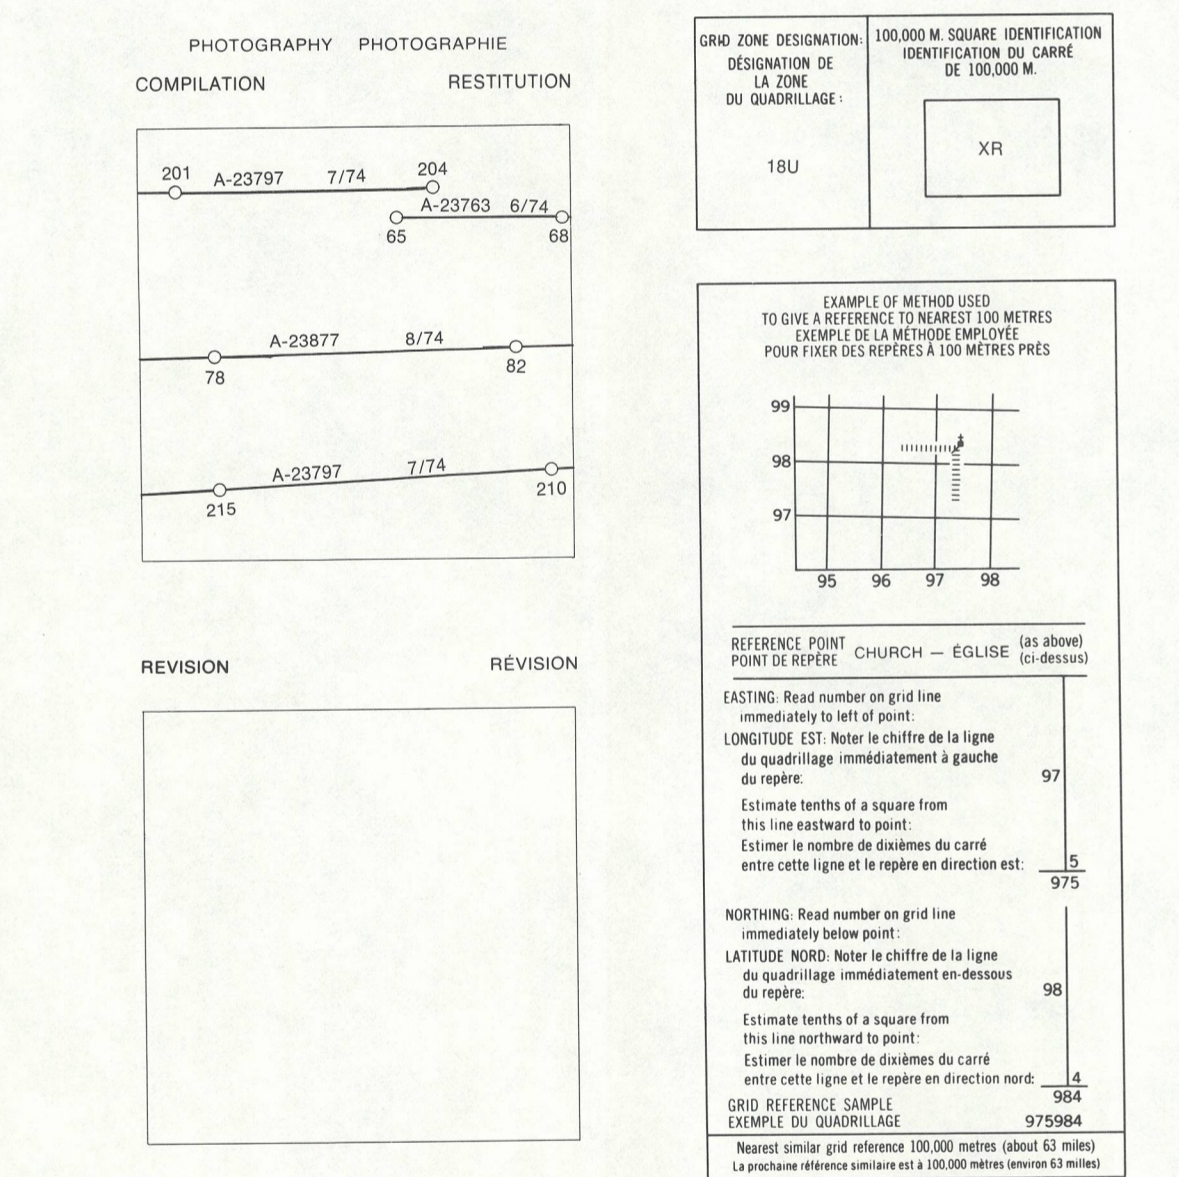 PHOTOGRAPHY PHOTOGRAPHIE
COMPILATION RESTITUTION
201 A-23797 7/74 204
A-23763 6/74
65 68
A-23877 8/74
78 82
A-23797 7/74
215 210
REVISION RÉVISION
GRID ZONE DESIGNATION:
DÉSIGNATION DE
LA ZONE
DU QUADRILLAGE:
18U
100,000 M. SQUARE IDENTIFICATION
IDENTIFICATION DU CARRÉ
DE 100,000 M.
XR
EXAMPLE OF METHOD USED
TO GIVE A REFERENCE TO NEAREST 100 METRES
EXEMPLE DE LA MÉTHODE EMPLOYÉE
POUR FIXER DES REPÈRES À 100 MÈTRES PRÈS
99
98
97
95 96 97 98
REFERENCE POINT
POINT DE REPÈRE
CHURCH — ÉGLISE
(as above)
(ci-dessus)
EASTING: Read number on grid line
immediately to left of point:
LONGITUDE EST: Noter le chiffre de la ligne
du quadrillage immédiatement à gauche
du repère: 97
Estimate tenths of a square from
this line eastward to point:
Estimer le nombre de dixièmes du carré
entre cette ligne et le repère en direction est: 5
975
NORTHING: Read number on grid line
immediately below point:
LATITUDE NORD: Noter le chiffre de la ligne
du quadrillage immédiatement en-dessous
du repère: 98
Estimate tenths of a square from
this line northward to point:
Estimer le nombre de dixièmes du carré
entre cette ligne et le repère en direction nord: 4
984
GRID REFERENCE SAMPLE
EXEMPLE DU QUADRILLAGE 975984
Nearest similar grid reference 100,000 metres (about 63 miles)
La prochaine référence similaire est à 100,000 mètres (environ 63 milles)